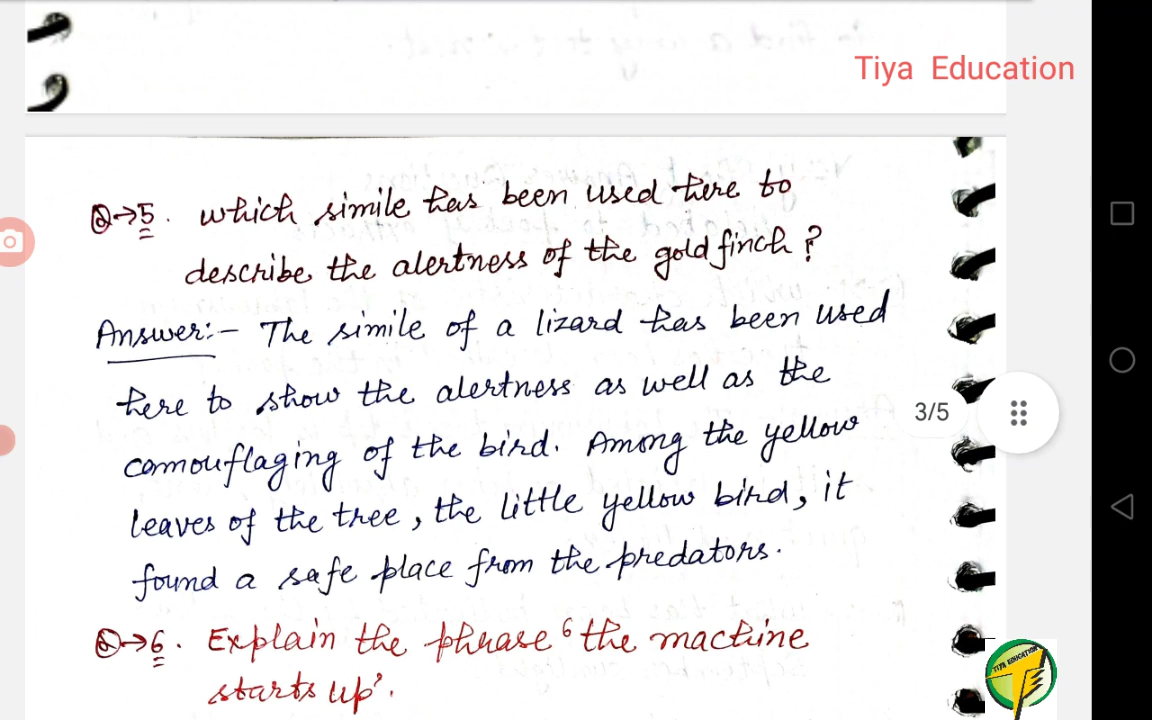 Tiya Education
Q→5. which simile has been used here to
describe the alertness of the gold finch?
Answer:- The simile of a lizard has been used
here to show the alertness as well as the
3/5
camouflaging of the bird. Among the yellow
leaves of the tree, the little yellow bird, it
found a safe place from the predators.
Q→6. Explain the phrase ‘the machine
starts up’.
TIYA EDUCATION